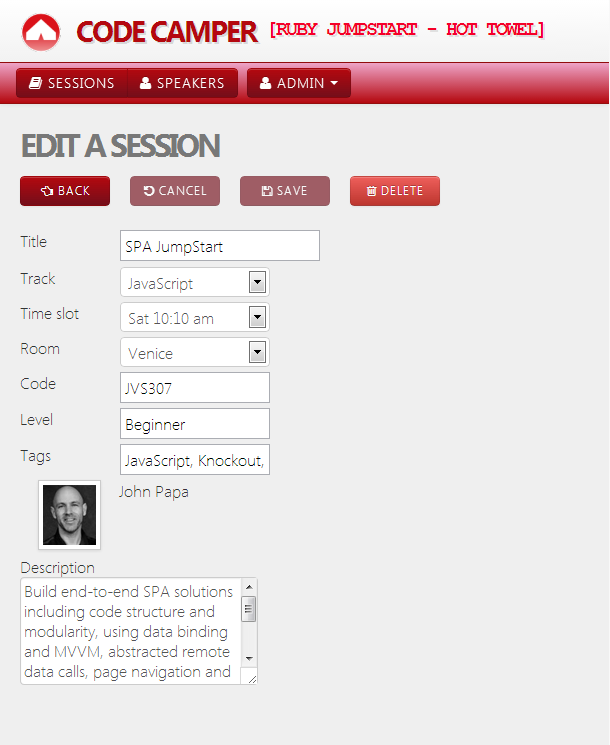 CODE CAMPER [RUBY JUMPSTART - HOT TOWEL]
SESSIONS SPEAKERS ADMIN
EDIT A SESSION
BACK CANCEL SAVE DELETE
Title SPA JumpStart
Track JavaScript
Time slot Sat 10:10 am
Room Venice
Code JVS307
Level Beginner
Tags JavaScript, Knockout,
John Papa
Description
Build end-to-end SPA solutions
including code structure and
modularity, using data binding
and MVVM, abstracted remote
data calls, page navigation and